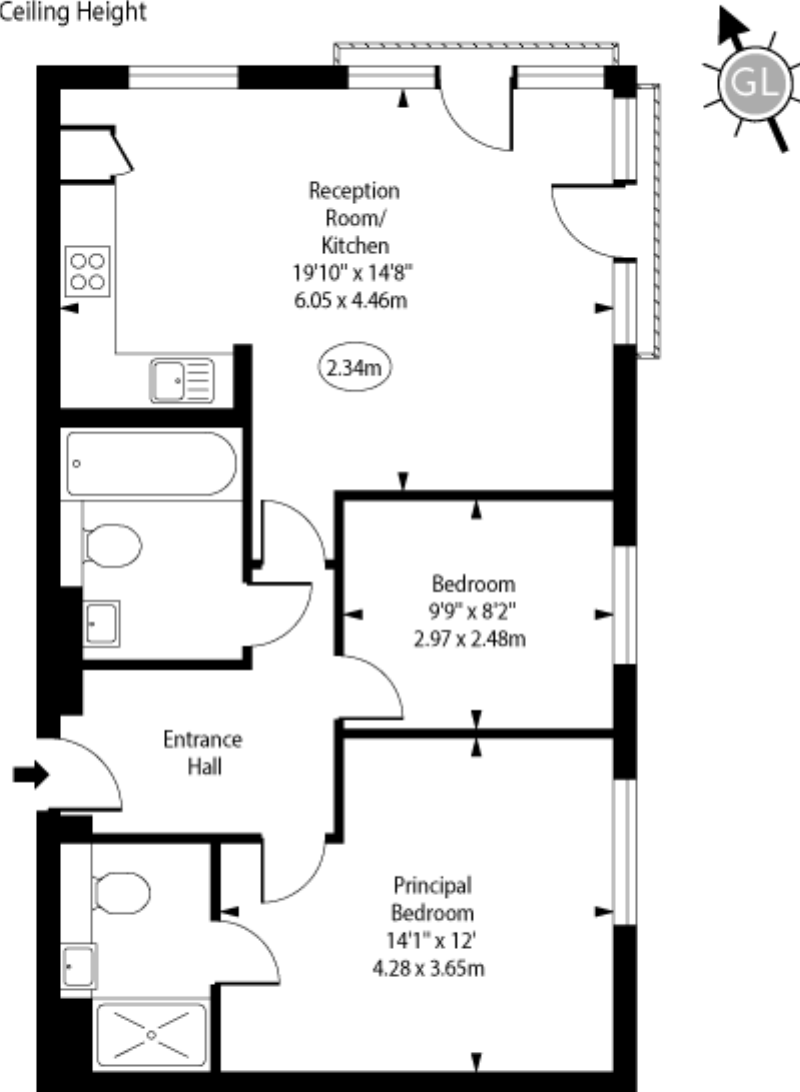 Ceiling Height
GL
Reception
Room/
Kitchen
19'10" x 14'8"
6.05 x 4.46m
2.34m
Bedroom
9'9" x 8'2"
2.97 x 2.48m
Entrance
Hall
Principal
Bedroom
14'1" x 12'
4.28 x 3.65m